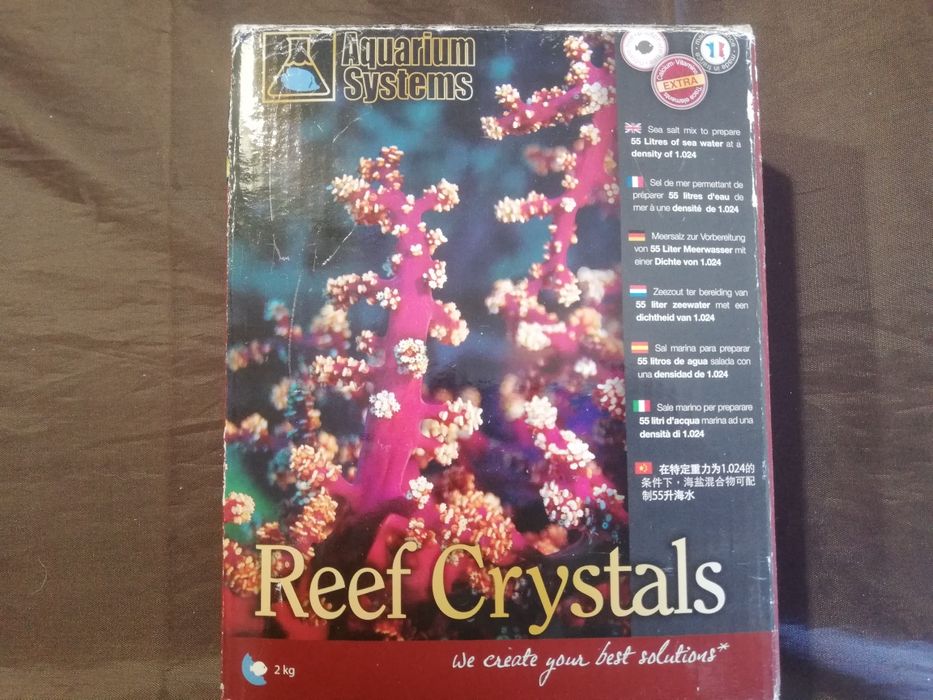 Aquarium
Systems
Calcium • Vitamins
EXTRA
Trace elements
Sea salt mix to prepare
55 Litres of sea water at a
density of 1.024
Sel de mer permettant de
préparer 55 litres d'eau de
mer à une densité de 1.024
Meersalz zur Vorbereitung
von 55 Liter Meerwasser mit
einer Dichte von 1.024
Zeezout ter bereiding van
55 liter zeewater met een
dichtheid van 1.024
Sal marina para preparar
55 litros de agua salada con
una densidad de 1.024
Sale marino per preparare
55 litri d'acqua marina ad una
densità di 1.024
在特定重力为1.024的
条件下，海盐混合物可配
制55升海水
Reef Crystals
2 kg
we create your best solutions*